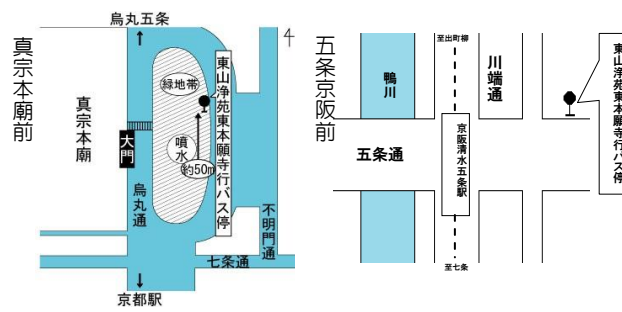 真宗本廟前
烏丸五条
緑地帯
東山浄苑東本願寺行バス停
真宗本廟
大門
噴水
約50m
烏丸通
不明門通
七条通
京都駅
五条京阪前
至出町柳
鴨川
川端通
東山浄苑東本願寺行バス停
京阪清水五条駅
五条通
至七条